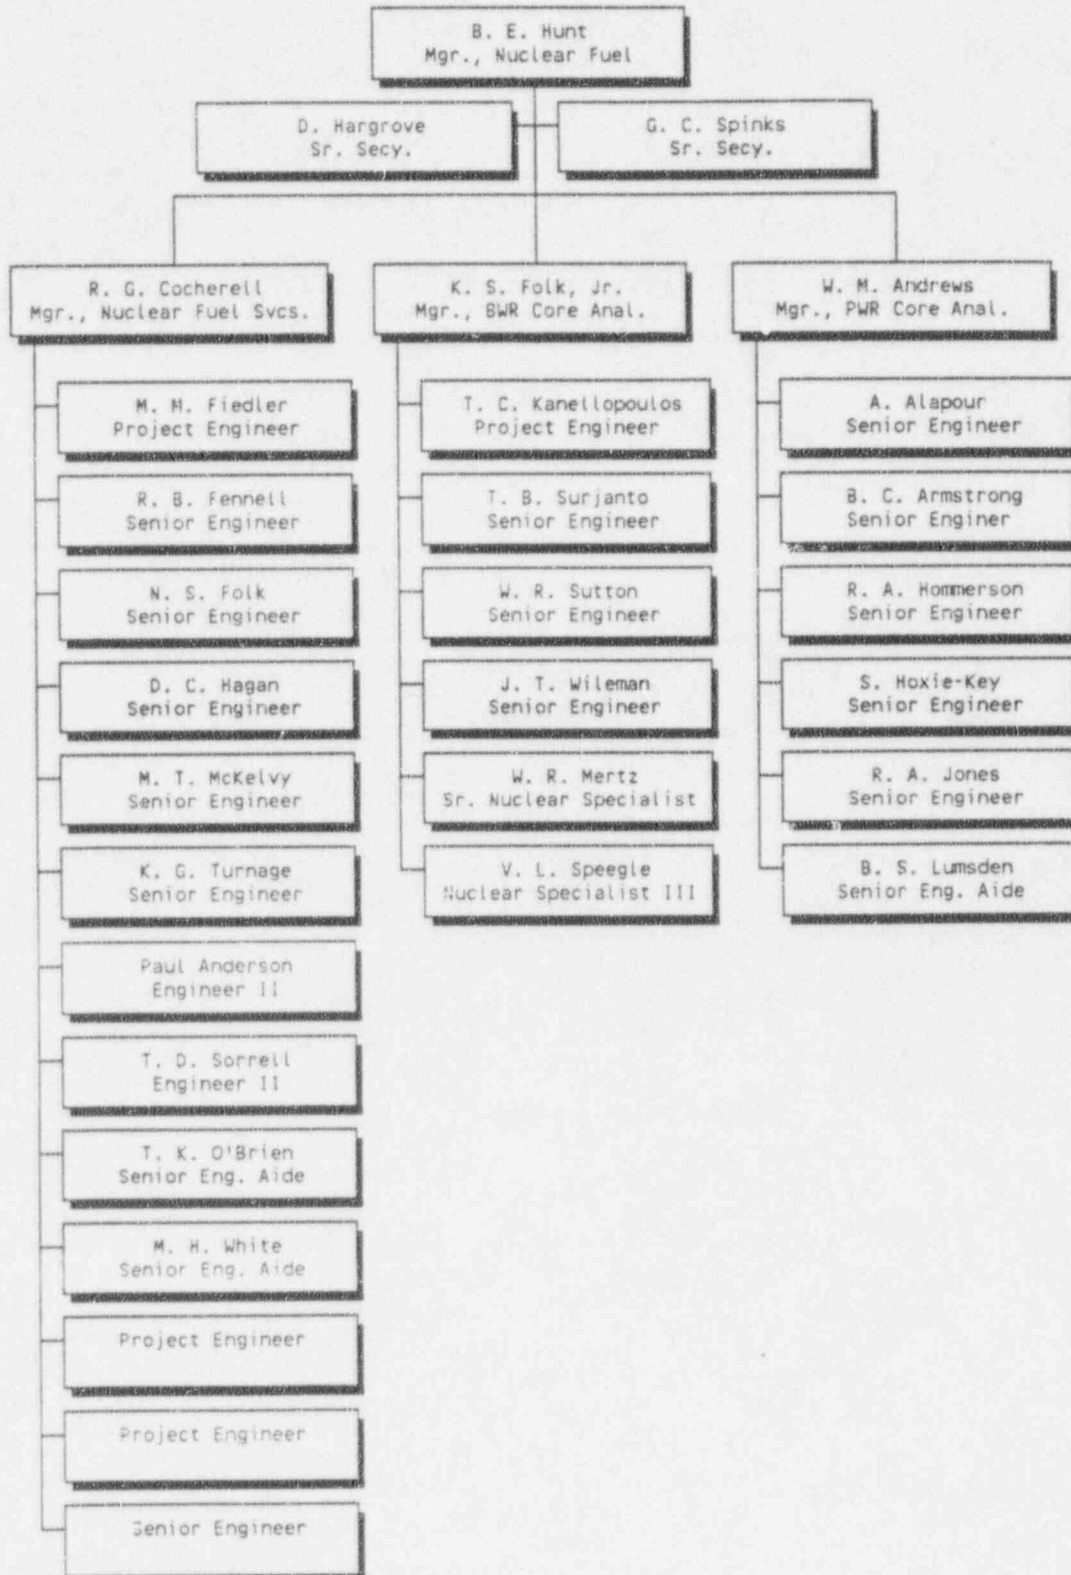 B. E. Hunt
Mgr., Nuclear Fuel
D. Hargrove
Sr. Secy.
G. C. Spinks
Sr. Secy.
R. G. Cocherell
Mgr., Nuclear Fuel Svcs.
M. M. Fiedler
Project Engineer
R. B. Fennell
Senior Engineer
N. S. Folk
Senior Engineer
D. C. Hagan
Senior Engineer
M. T. McKelvy
Senior Engineer
K. G. Turnage
Senior Engineer
Paul Anderson
Engineer II
T. D. Sorrell
Engineer II
T. K. O'Brien
Senior Eng. Aide
M. H. White
Senior Eng. Aide
Project Engineer
Project Engineer
Senior Engineer
K. S. Folk, Jr.
Mgr., BWR Core Anal.
T. C. Kanellopoulos
Project Engineer
T. B. Surjanto
Senior Engineer
W. R. Sutton
Senior Engineer
J. T. Wileman
Senior Engineer
W. R. Mertz
Sr. Nuclear Specialist
V. L. Speegle
Nuclear Specialist III
W. M. Andrews
Mgr., PWR Core Anal.
A. Alapour
Senior Engineer
B. C. Armstrong
Senior Enginer
R. A. Hommerson
Senior Engineer
S. Hoxie-Key
Senior Engineer
R. A. Jones
Senior Engineer
B. S. Lumsden
Senior Eng. Aide